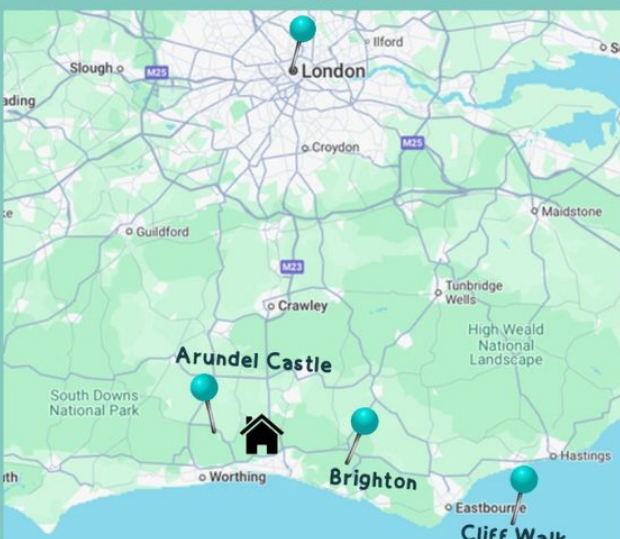 Ilford
Slough
M25
London
ading
Croydon
M25
Maidstone
Guildford
M23
Tunbridge
Wells
Crawley
High Weald
National
Landscape
Arundel Castle
South Downs
National Park
Hastings
Worthing
Brighton
Eastbourne
Cliff Walk